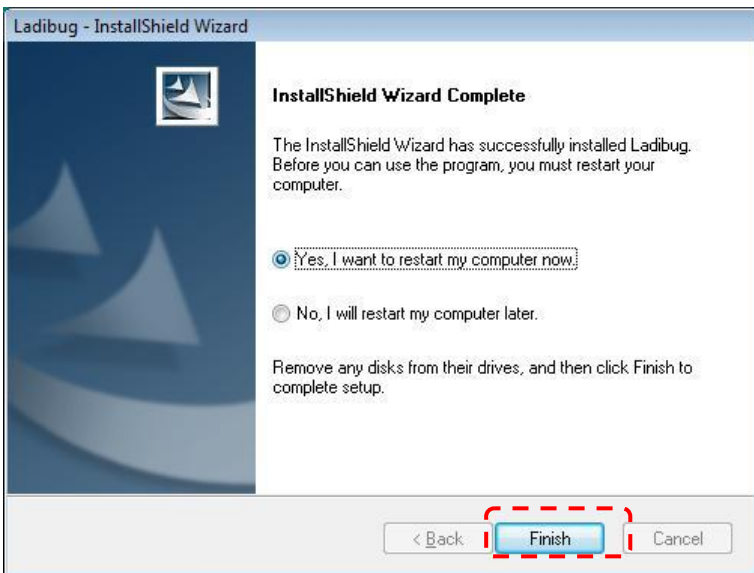 Ladibug - InstallShield Wizard
InstallShield Wizard Complete
The InstallShield Wizard has successfully installed Ladibug.
Before you can use the program, you must restart your
computer.
Yes, I want to restart my computer now.
No, I will restart my computer later.
Remove any disks from their drives, and then click Finish to
complete setup.
< Back Finish Cancel